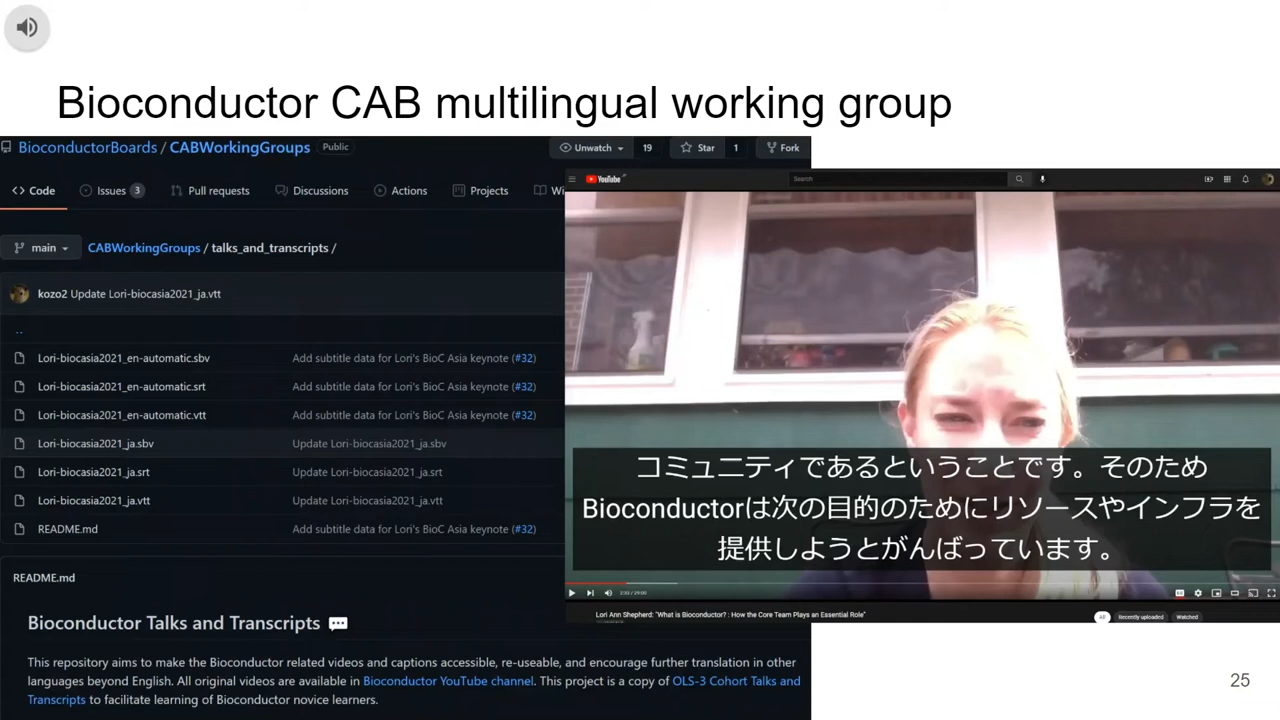 Bioconductor CAB multilingual working group
BioconductorBoards / CABWorkingGroups Public
Unwatch 19 Star 1 Fork
Code Issues 3 Pull requests Discussions Actions Projects Wi
main CABWorkingGroups / talks_and_transcripts /
kozo2 Update Lori-biocasia2021_ja.vtt
..
Lori-biocasia2021_en-automatic.sbv Add subtitle data for Lori's BioC Asia keynote (#32)
Lori-biocasia2021_en-automatic.srt Add subtitle data for Lori's BioC Asia keynote (#32)
Lori-biocasia2021_en-automatic.vtt Add subtitle data for Lori's BioC Asia keynote (#32)
Lori-biocasia2021_ja.sbv Update Lori-biocasia2021_ja.sbv
Lori-biocasia2021_ja.srt Update Lori-biocasia2021_ja.srt
Lori-biocasia2021_ja.vtt Update Lori-biocasia2021_ja.vtt
README.md Add subtitle data for Lori's BioC Asia keynote (#32)
README.md
Bioconductor Talks and Transcripts
This repository aims to make the Bioconductor related videos and captions accessible, re-useable, and encourage further translation in other
languages beyond English. All original videos are available in Bioconductor YouTube channel. This project is a copy of OLS-3 Cohort Talks and
Transcripts to facilitate learning of Bioconductor novice learners.
YouTube
Search
コミュニティであるということです。そのため
Bioconductorは次の目的のためにリソースやインフラを
提供しようとがんばっています。
Lori Ann Shepherd: "What is Bioconductor? : How the Core Team Plays an Essential Role"
All Recently uploaded Watched
25